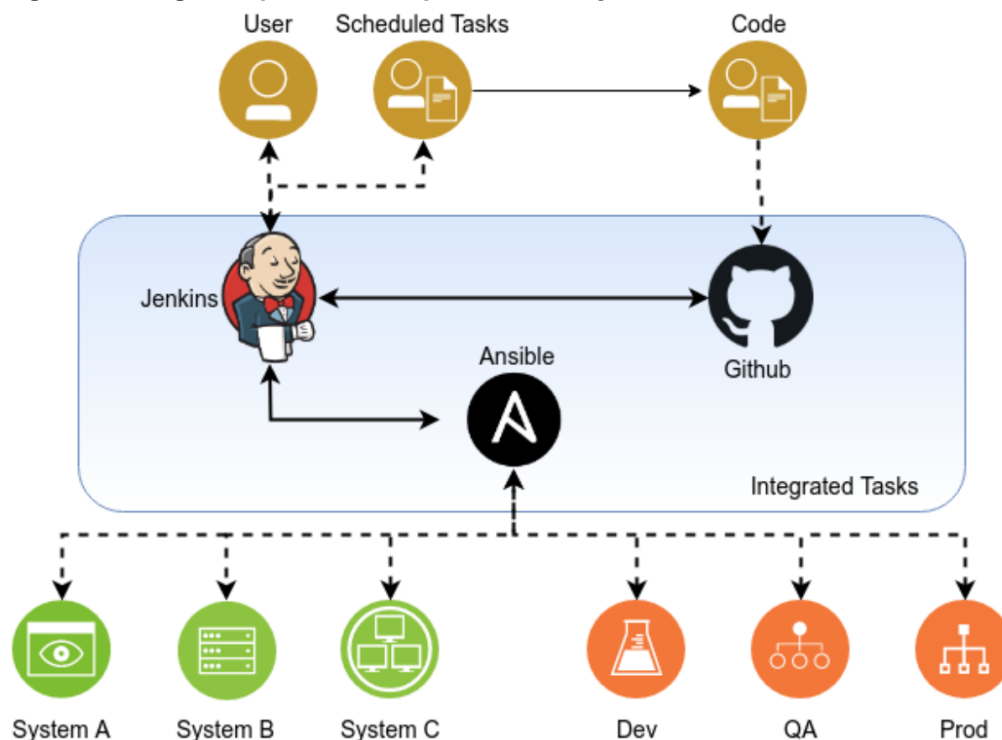 User
Scheduled Tasks
Code
Jenkins
Ansible
Github
Integrated Tasks
System A
System B
System C
Dev
QA
Prod